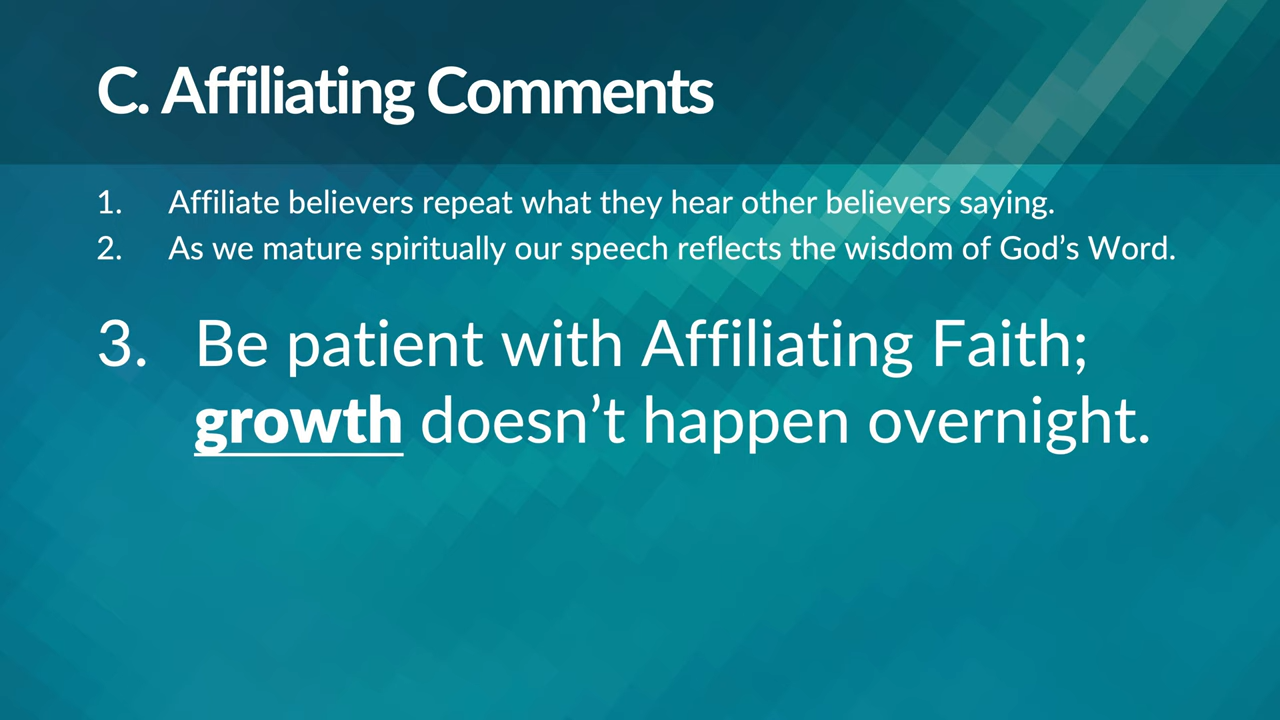 C. Affiliating Comments
1. Affiliate believers repeat what they hear other believers saying.
2. As we mature spiritually our speech reflects the wisdom of God’s Word.
3. Be patient with Affiliating Faith;
growth doesn’t happen overnight.